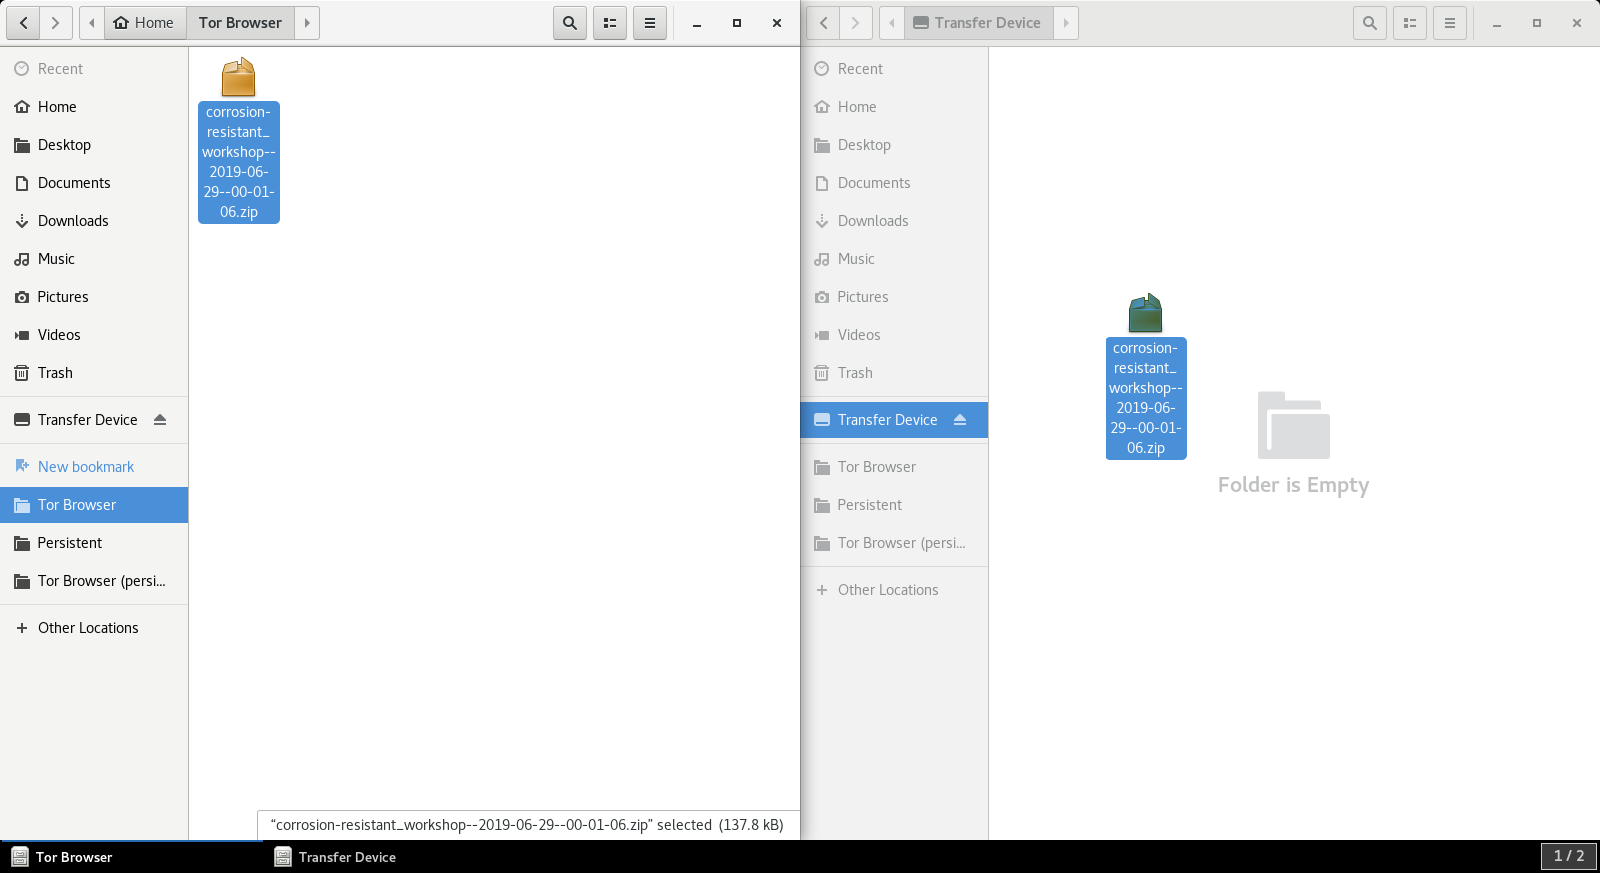 Home
Tor Browser
Recent
Home
Desktop
Documents
Downloads
Music
Pictures
Videos
Trash
Transfer Device
New bookmark
Tor Browser
Persistent
Tor Browser (persi...
Other Locations
corrosion-
resistant_
workshop--
2019-06-
29--00-01-
06.zip
“corrosion-resistant_workshop--2019-06-29--00-01-06.zip” selected (137.8 kB)
Transfer Device
Recent
Home
Desktop
Documents
Downloads
Music
Pictures
Videos
Trash
Transfer Device
Tor Browser
Persistent
Tor Browser (persi...
Other Locations
corrosion-
resistant_
workshop--
2019-06-
29--00-01-
06.zip
Folder is Empty
Tor Browser
Transfer Device
1 / 2